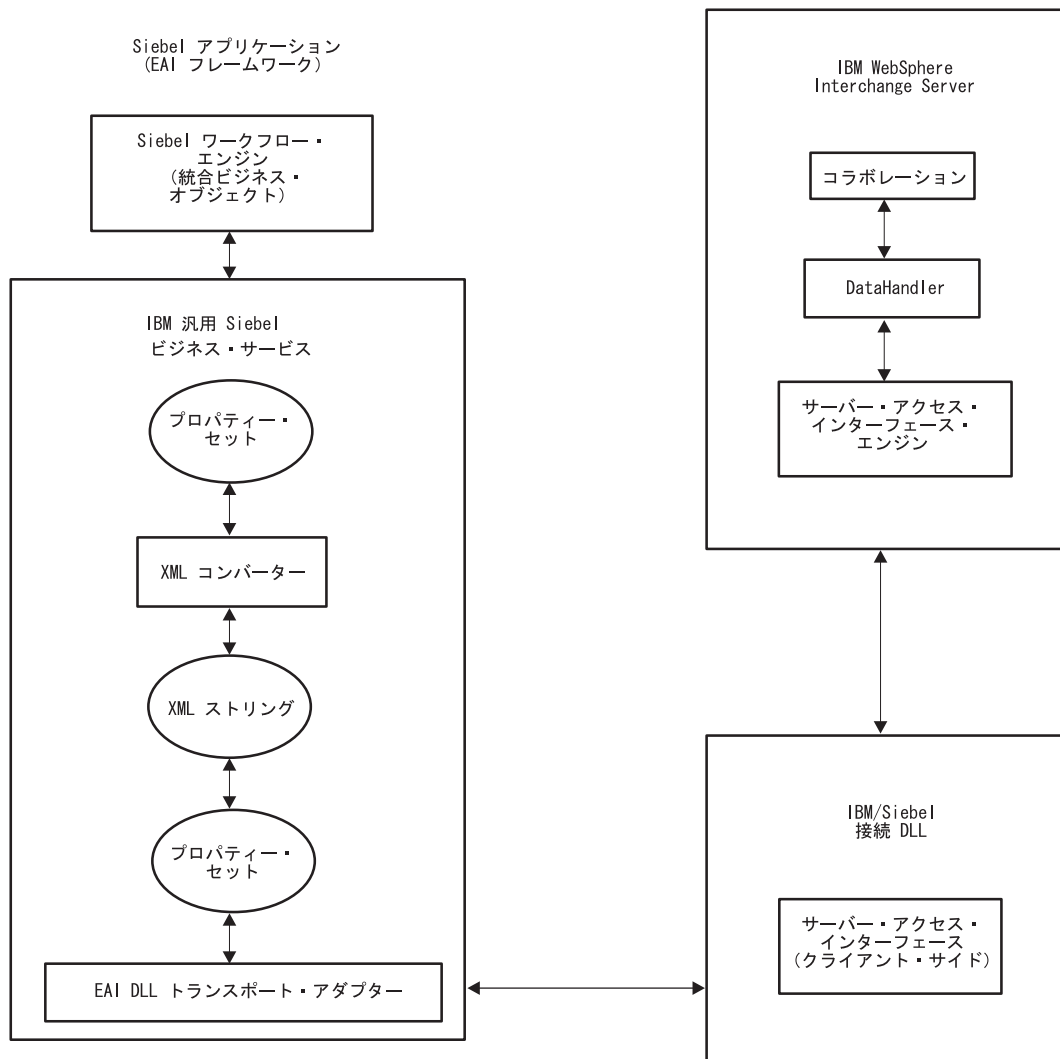 Siebel アプリケーション
(EAI フレームワーク)
Siebel ワークフロー・
エンジン
(統合ビジネス・
オブジェクト)
IBM 汎用 Siebel
ビジネス・サービス
プロパティー・
セット
XML コンバーター
XML ストリング
プロパティー・
セット
EAI DLL トランスポート・アダプター
IBM WebSphere
Interchange Server
コラボレーション
DataHandler
サーバー・アクセス・
インターフェース・
エンジン
IBM/Siebel
接続 DLL
サーバー・アクセス・
インターフェース
(クライアント・サイド)